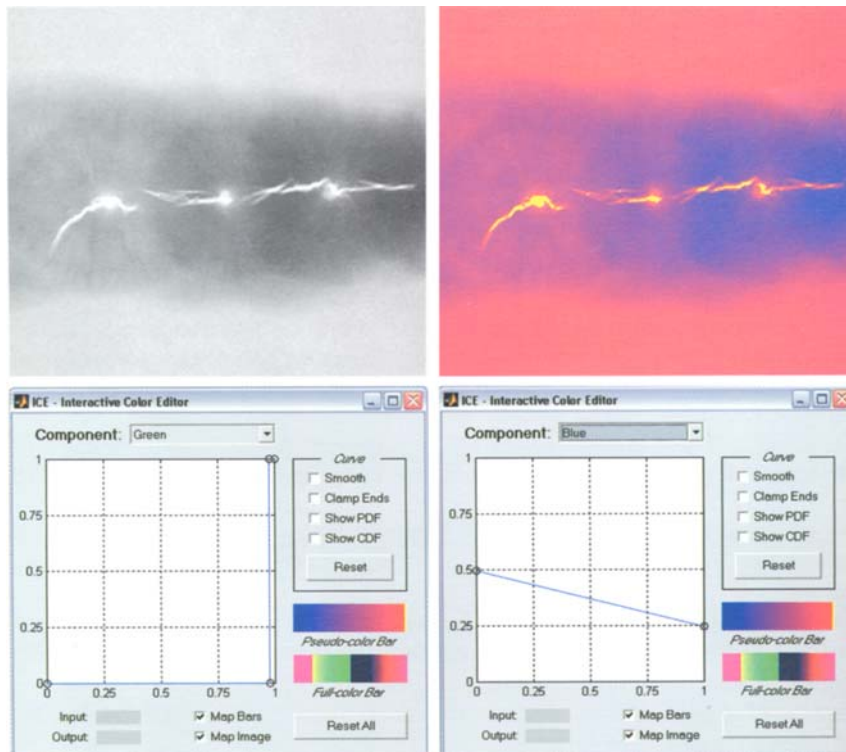 ICE - Interactive Color Editor
Component: Green
Curve
Smooth
Clamp Ends
Show PDF
Show CDF
Reset
1
0.75
0.5
0.25
0
0 0.25 0.5 0.75 1
Pseudo-color Bar
Full-color Bar
Input:
Output:
Map Bars
Map Image
Reset All
ICE - Interactive Color Editor
Component: Blue
Curve
Smooth
Clamp Ends
Show PDF
Show CDF
Reset
1
0.75
0.5
0.25
0
0 0.25 0.5 0.75 1
Pseudo-color Bar
Full-color Bar
Input:
Output:
Map Bars
Map Image
Reset All